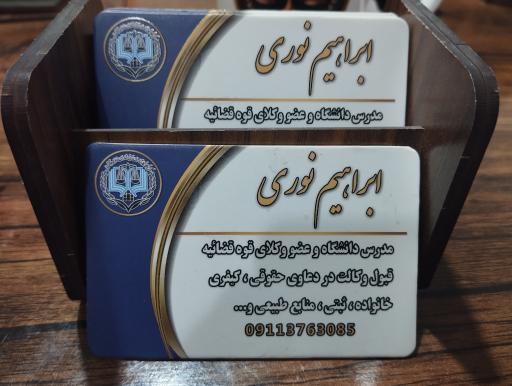 ابراهیم نوری
مدرس دانشگاه و عضو وکلای قوه قضائیه
ابراهیم نوری
مدرس دانشگاه و عضو وکلای قوه قضائیه
قبول وکالت در دعاوی حقوقی ، کیفری
خانواده ، ثبتی ، منابع طبیعی و...
09113763085